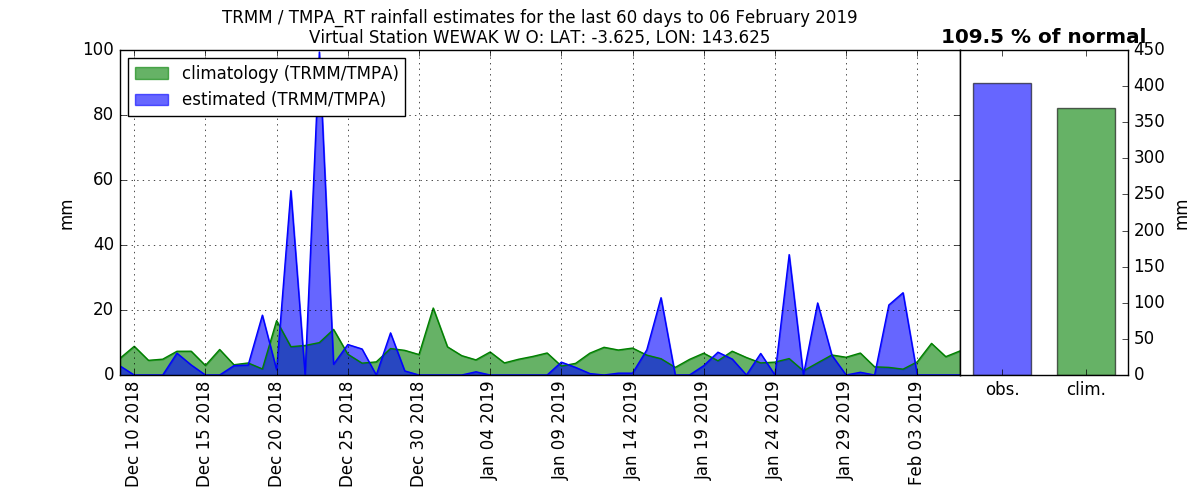 TRMM / TMPA_RT rainfall estimates for the last 60 days to 06 February 2019
Virtual Station WEWAK W O: LAT: -3.625, LON: 143.625
109.5 % of normal
climatology (TRMM/TMPA)
estimated (TRMM/TMPA)
100
80
60
40
20
0
mm
450
400
350
300
250
200
150
100
50
0
mm
Dec 10 2018
Dec 15 2018
Dec 20 2018
Dec 25 2018
Dec 30 2018
Jan 04 2019
Jan 09 2019
Jan 14 2019
Jan 19 2019
Jan 24 2019
Jan 29 2019
Feb 03 2019
obs.
clim.